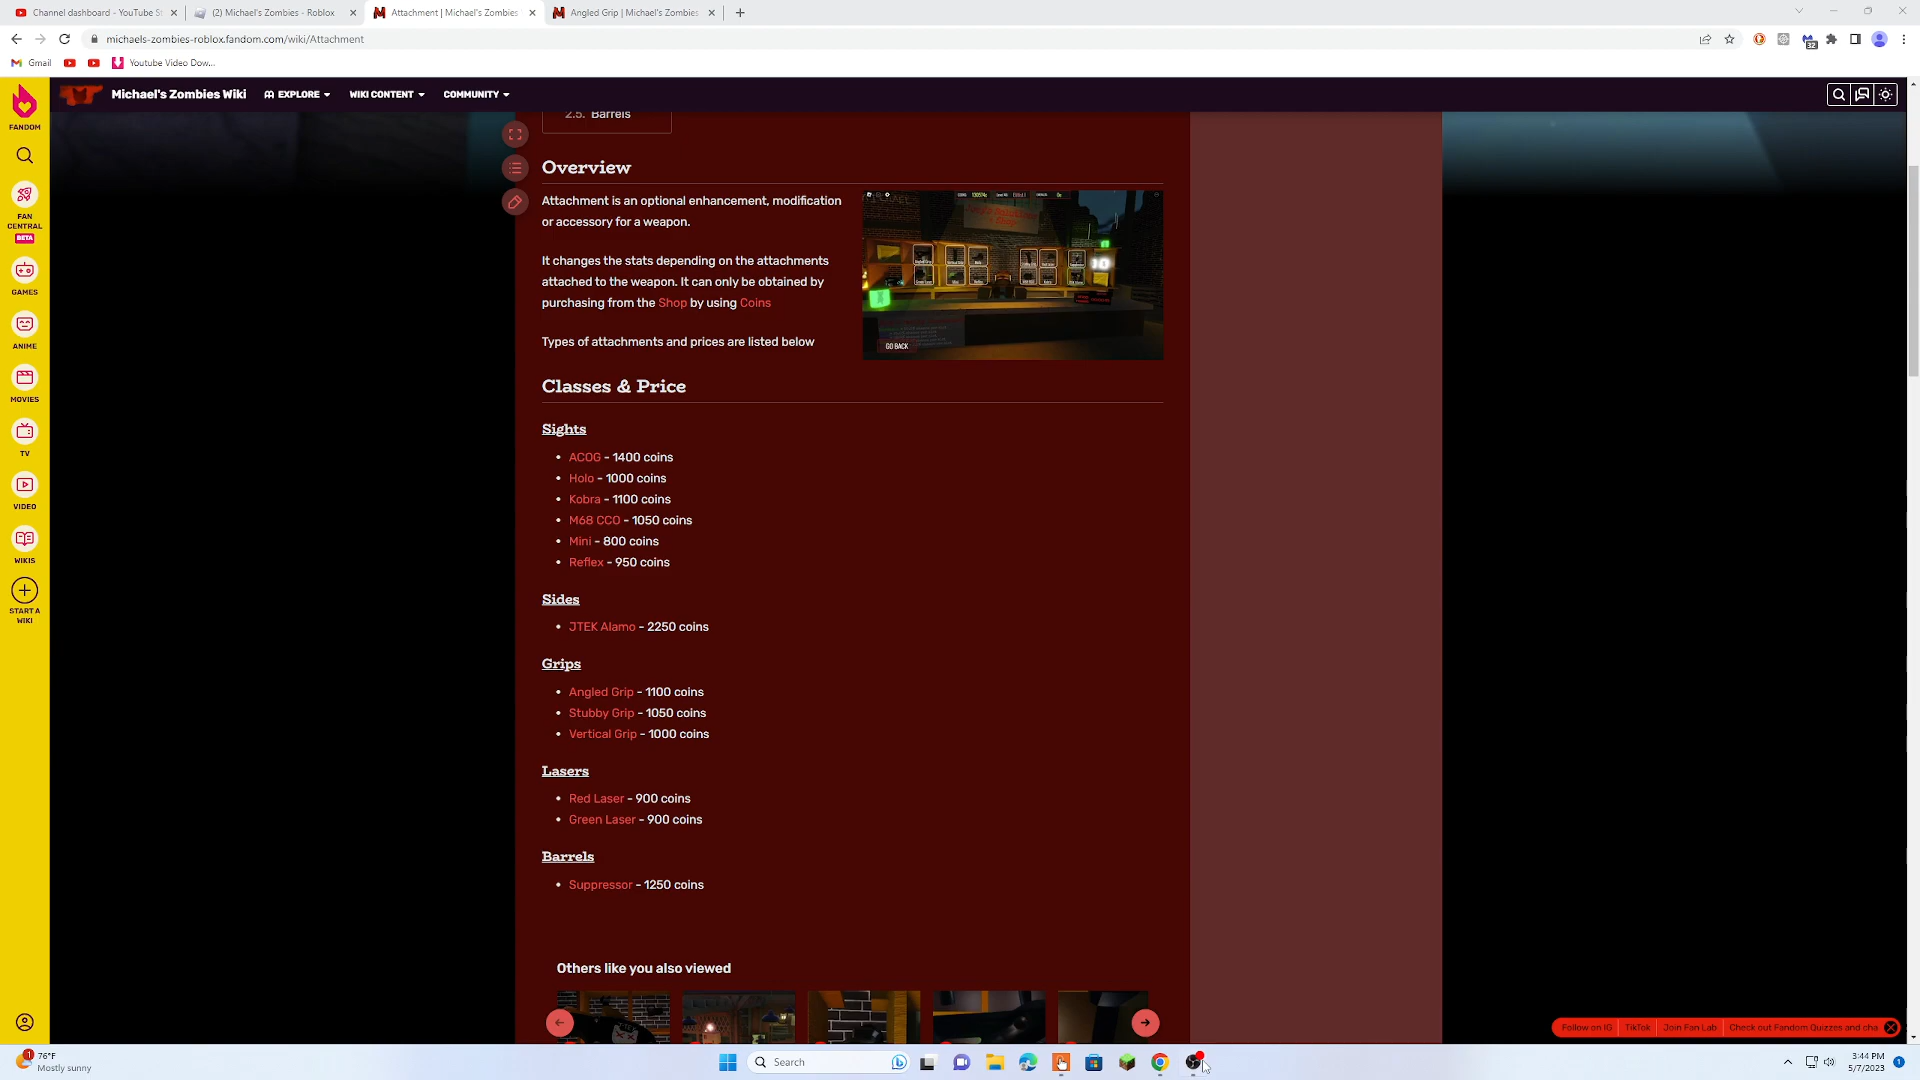 Channel dashboard - YouTube St
(2) Michael's Zombies - Roblox
Attachment | Michael's Zombies
Angled Grip | Michael's Zombies
michaels-zombies-roblox.fandom.com/wiki/Attachment
32
Gmail
Youtube Video Dow...
Michael's Zombies Wiki
EXPLORE
WIKI CONTENT
COMMUNITY
FANDOM
FAN
CENTRAL
BETA
GAMES
ANIME
MOVIES
TV
VIDEO
WIKIS
START A
WIKI
2.5. Barrels
Overview
Attachment is an optional enhancement, modification
or accessory for a weapon.
It changes the stats depending on the attachments
attached to the weapon. It can only be obtained by
purchasing from the Shop by using Coins
Types of attachments and prices are listed below
GO BACK
Classes & Price
Sights
• ACOG - 1400 coins
• Holo - 1000 coins
• Kobra - 1100 coins
• M68 CCO - 1050 coins
• Mini - 800 coins
• Reflex - 950 coins
Sides
• JTEK Alamo - 2250 coins
Grips
• Angled Grip - 1100 coins
• Stubby Grip - 1050 coins
• Vertical Grip - 1000 coins
Lasers
• Red Laser - 900 coins
• Green Laser - 900 coins
Barrels
• Suppressor - 1250 coins
Others like you also viewed
Follow on IG
TikTok
Join Fan Lab
Check out Fandom Quizzes and cha
1
76°F
Mostly sunny
Search
3:44 PM
5/7/2023
1